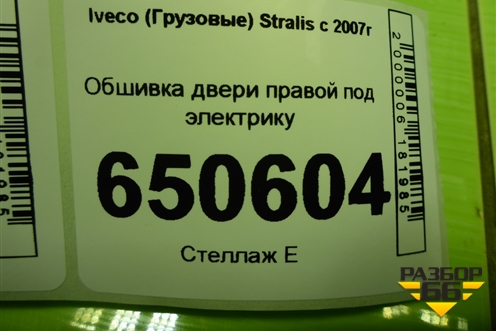 Iveco (Грузовые) Stralis с 2007г
Обшивка двери правой под
электрику
650604
Стеллаж Е
2000006181985
РАЗБОР
66